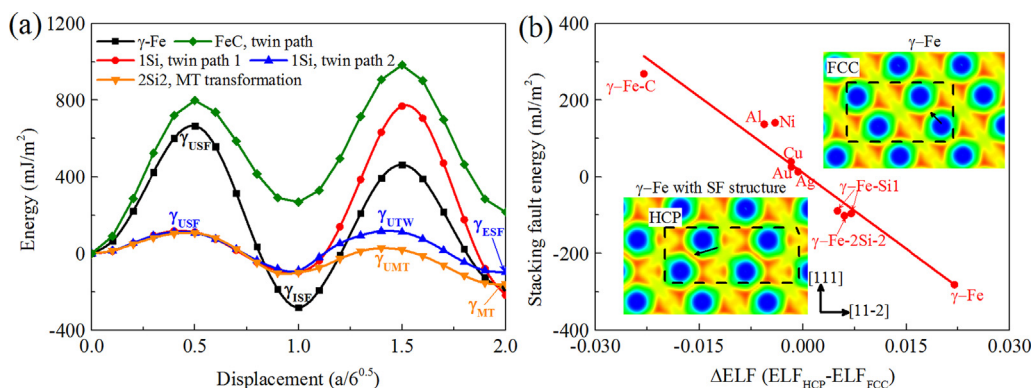 (a)
1200
800
400
0
-400
Energy (mJ/m²)
0.0 0.5 1.0 1.5 2.0
Displacement (a/6^0.5)
γ-Fe
FeC, twin path
1Si, twin path 1
1Si, twin path 2
2Si2, MT transformation
γUSF
γUSF
γISF
γUTW
γUMT
γESF
γMT
(b)
400
200
0
-200
-400
Stacking fault energy (mJ/m²)
-0.030 -0.015 0.000 0.015 0.030
ΔELF (ELF_HCP-ELF_FCC)
γ−Fe
FCC
γ−Fe-C
Al
Ni
Cu
Au
Ag
γ−Fe-Si1
γ−Fe-2Si-2
γ−Fe
γ−Fe with SF structure
HCP
[111]
[11-2]